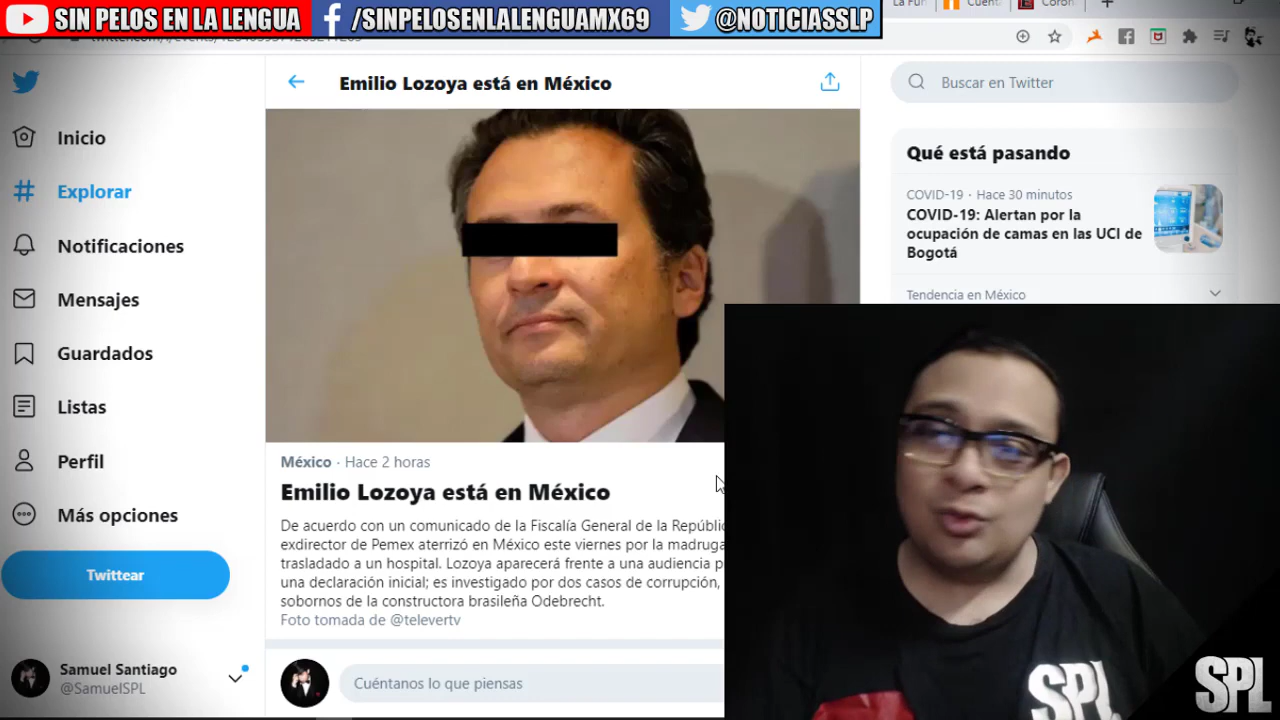 SIN PELOS EN LA LENGUA
/SINPELOSENLALENGUAMX69
@NOTICIASSLP
Emilio Lozoya está en México
Buscar en Twitter
Inicio
Explorar
Notificaciones
Mensajes
Guardados
Listas
Perfil
Más opciones
Twittear
Samuel Santiago
@SamuelSPL
Qué está pasando
COVID-19 · Hace 30 minutos
COVID-19: Alertan por la
ocupación de camas en las UCI de
Bogotá
Tendencia en México
México · Hace 2 horas
Emilio Lozoya está en México
De acuerdo con un comunicado de la Fiscalía General de la
exdirector de Pemex aterrizó en México este viernes por la
trasladado a un hospital. Lozoya aparecerá frente a una audiencia
una declaración inicial; es investigado por dos casos de corrupción,
sobornos de la constructora brasileña Odebrecht.
Foto tomada de @televertv
Cuéntanos lo que piensas
SPL
SPL